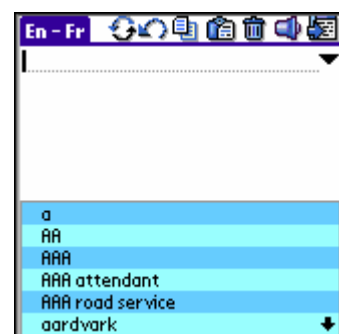 En - Fr
a
AA
AAA
AAA attendant
AAA road service
aardvark